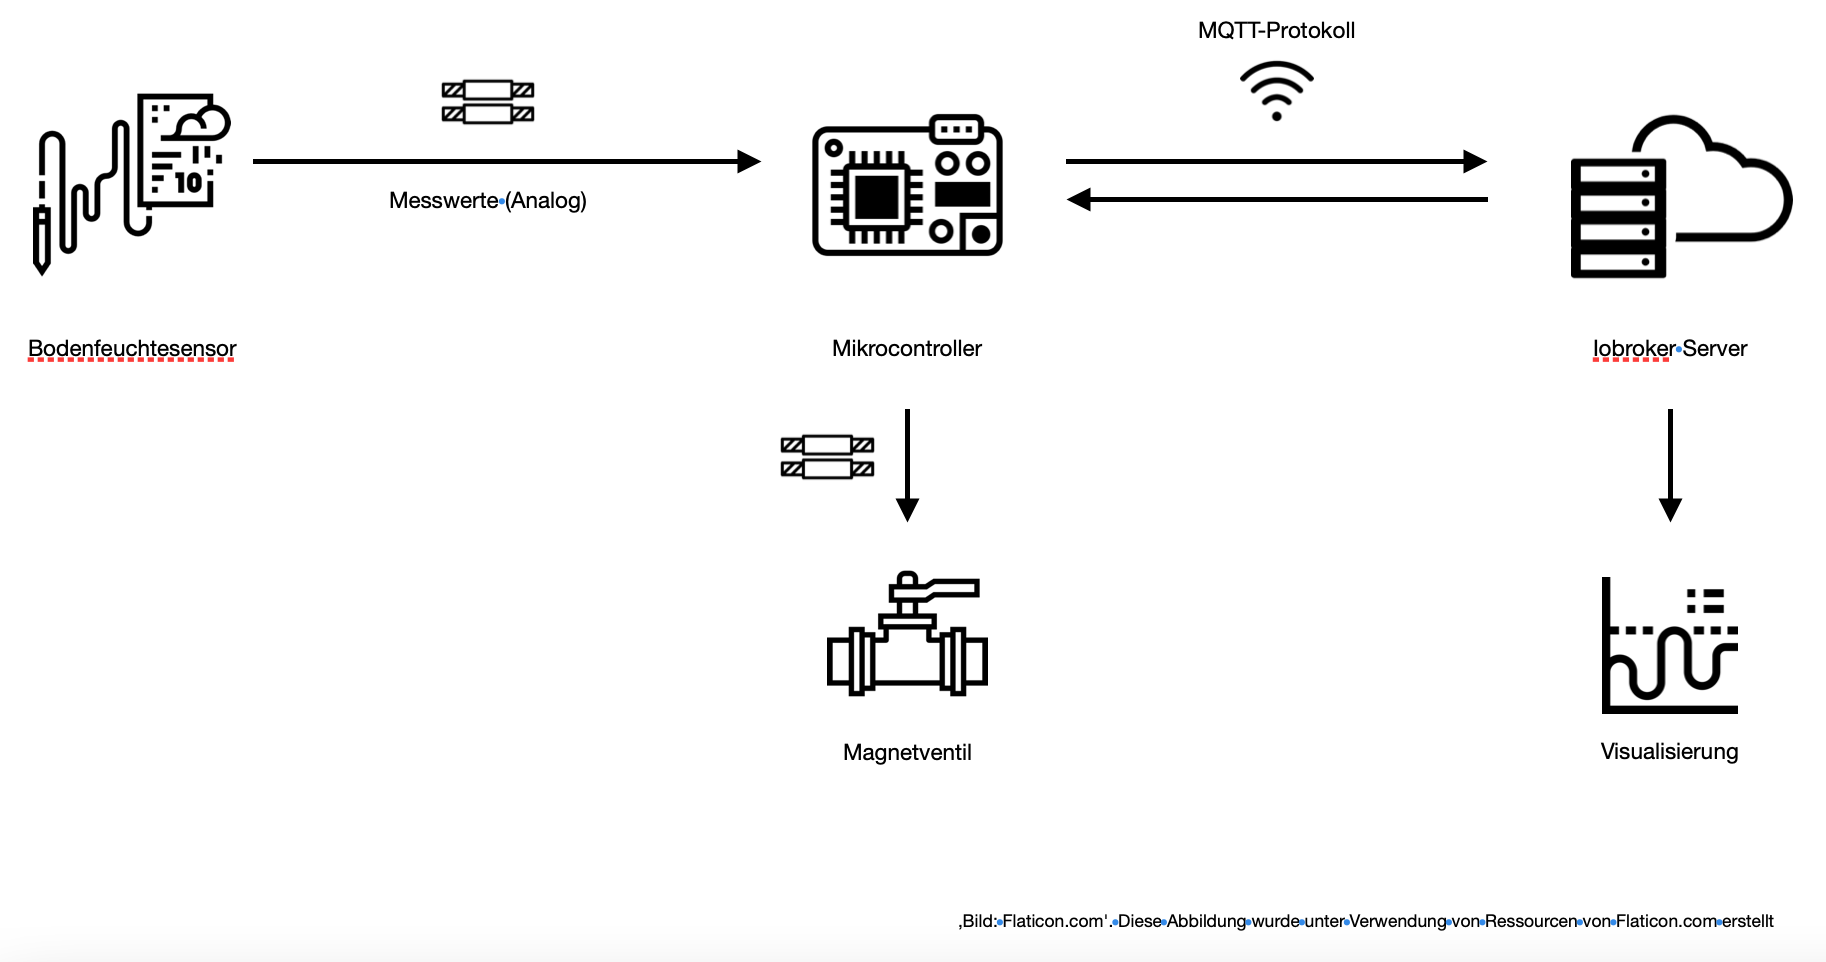 MQTT-Protokoll
10
Messwerte (Analog)
Bodenfeuchtesensor
Mikrocontroller
Iobroker Server
Magnetventil
Visualisierung
‚Bild: Flaticon.com'. Diese Abbildung wurde unter Verwendung von Ressourcen von Flaticon.com erstellt